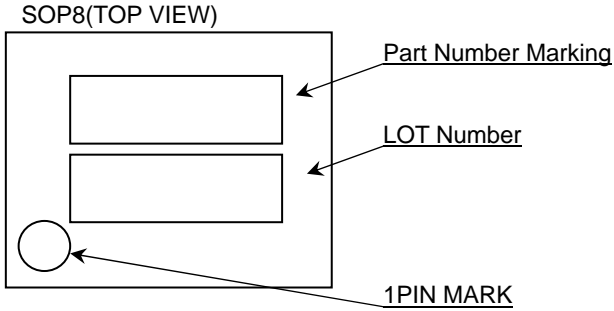 SOP8(TOP VIEW)
Part Number Marking
LOT Number
1PIN MARK